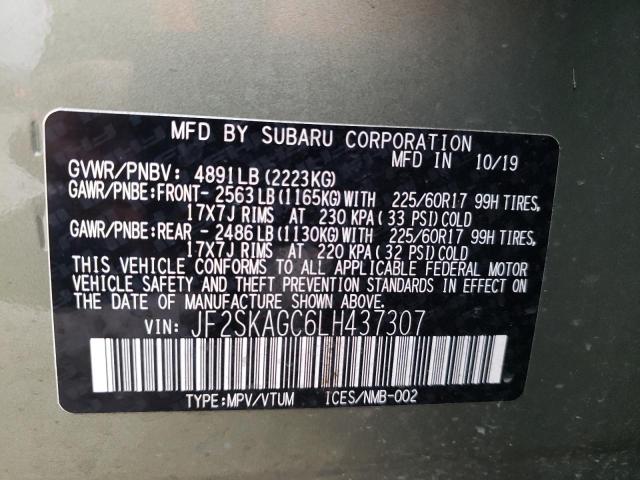 MFD BY SUBARU CORPORATION
MFD IN 10/19
GVWR/PNBV: 4891LB(2223KG)
GAWR/PNBE:FRONT- 2563LB(1165KG)WITH 225/60R17 99H TIRES,
17X7J RIMS AT 230 KPA(33 PSI)COLD
GAWR/PNBE:REAR - 2486LB(1130KG)WITH 225/60R17 99H TIRES,
17X7J RIMS AT 220 KPA(32 PSI)COLD
THIS VEHICLE CONFORMS TO ALL APPLICABLE FEDERAL MOTOR
VEHICLE SAFETY AND THEFT PREVENTION STANDARDS IN EFFECT
ON THE DATE OF MANUFACTURE SHOWN ABOVE.
VIN: JF2SKAGC6LH437307
TYPE:MPV/VTUM ICES/NMB-002